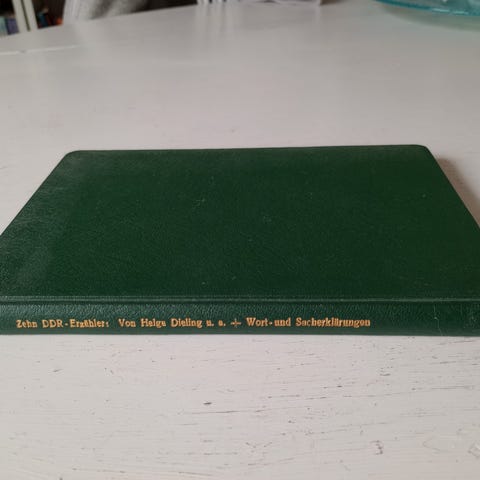 Zehn DDR-Erzähler: Von Helga Dieling u. a. + Wort- und Sacherklärungen